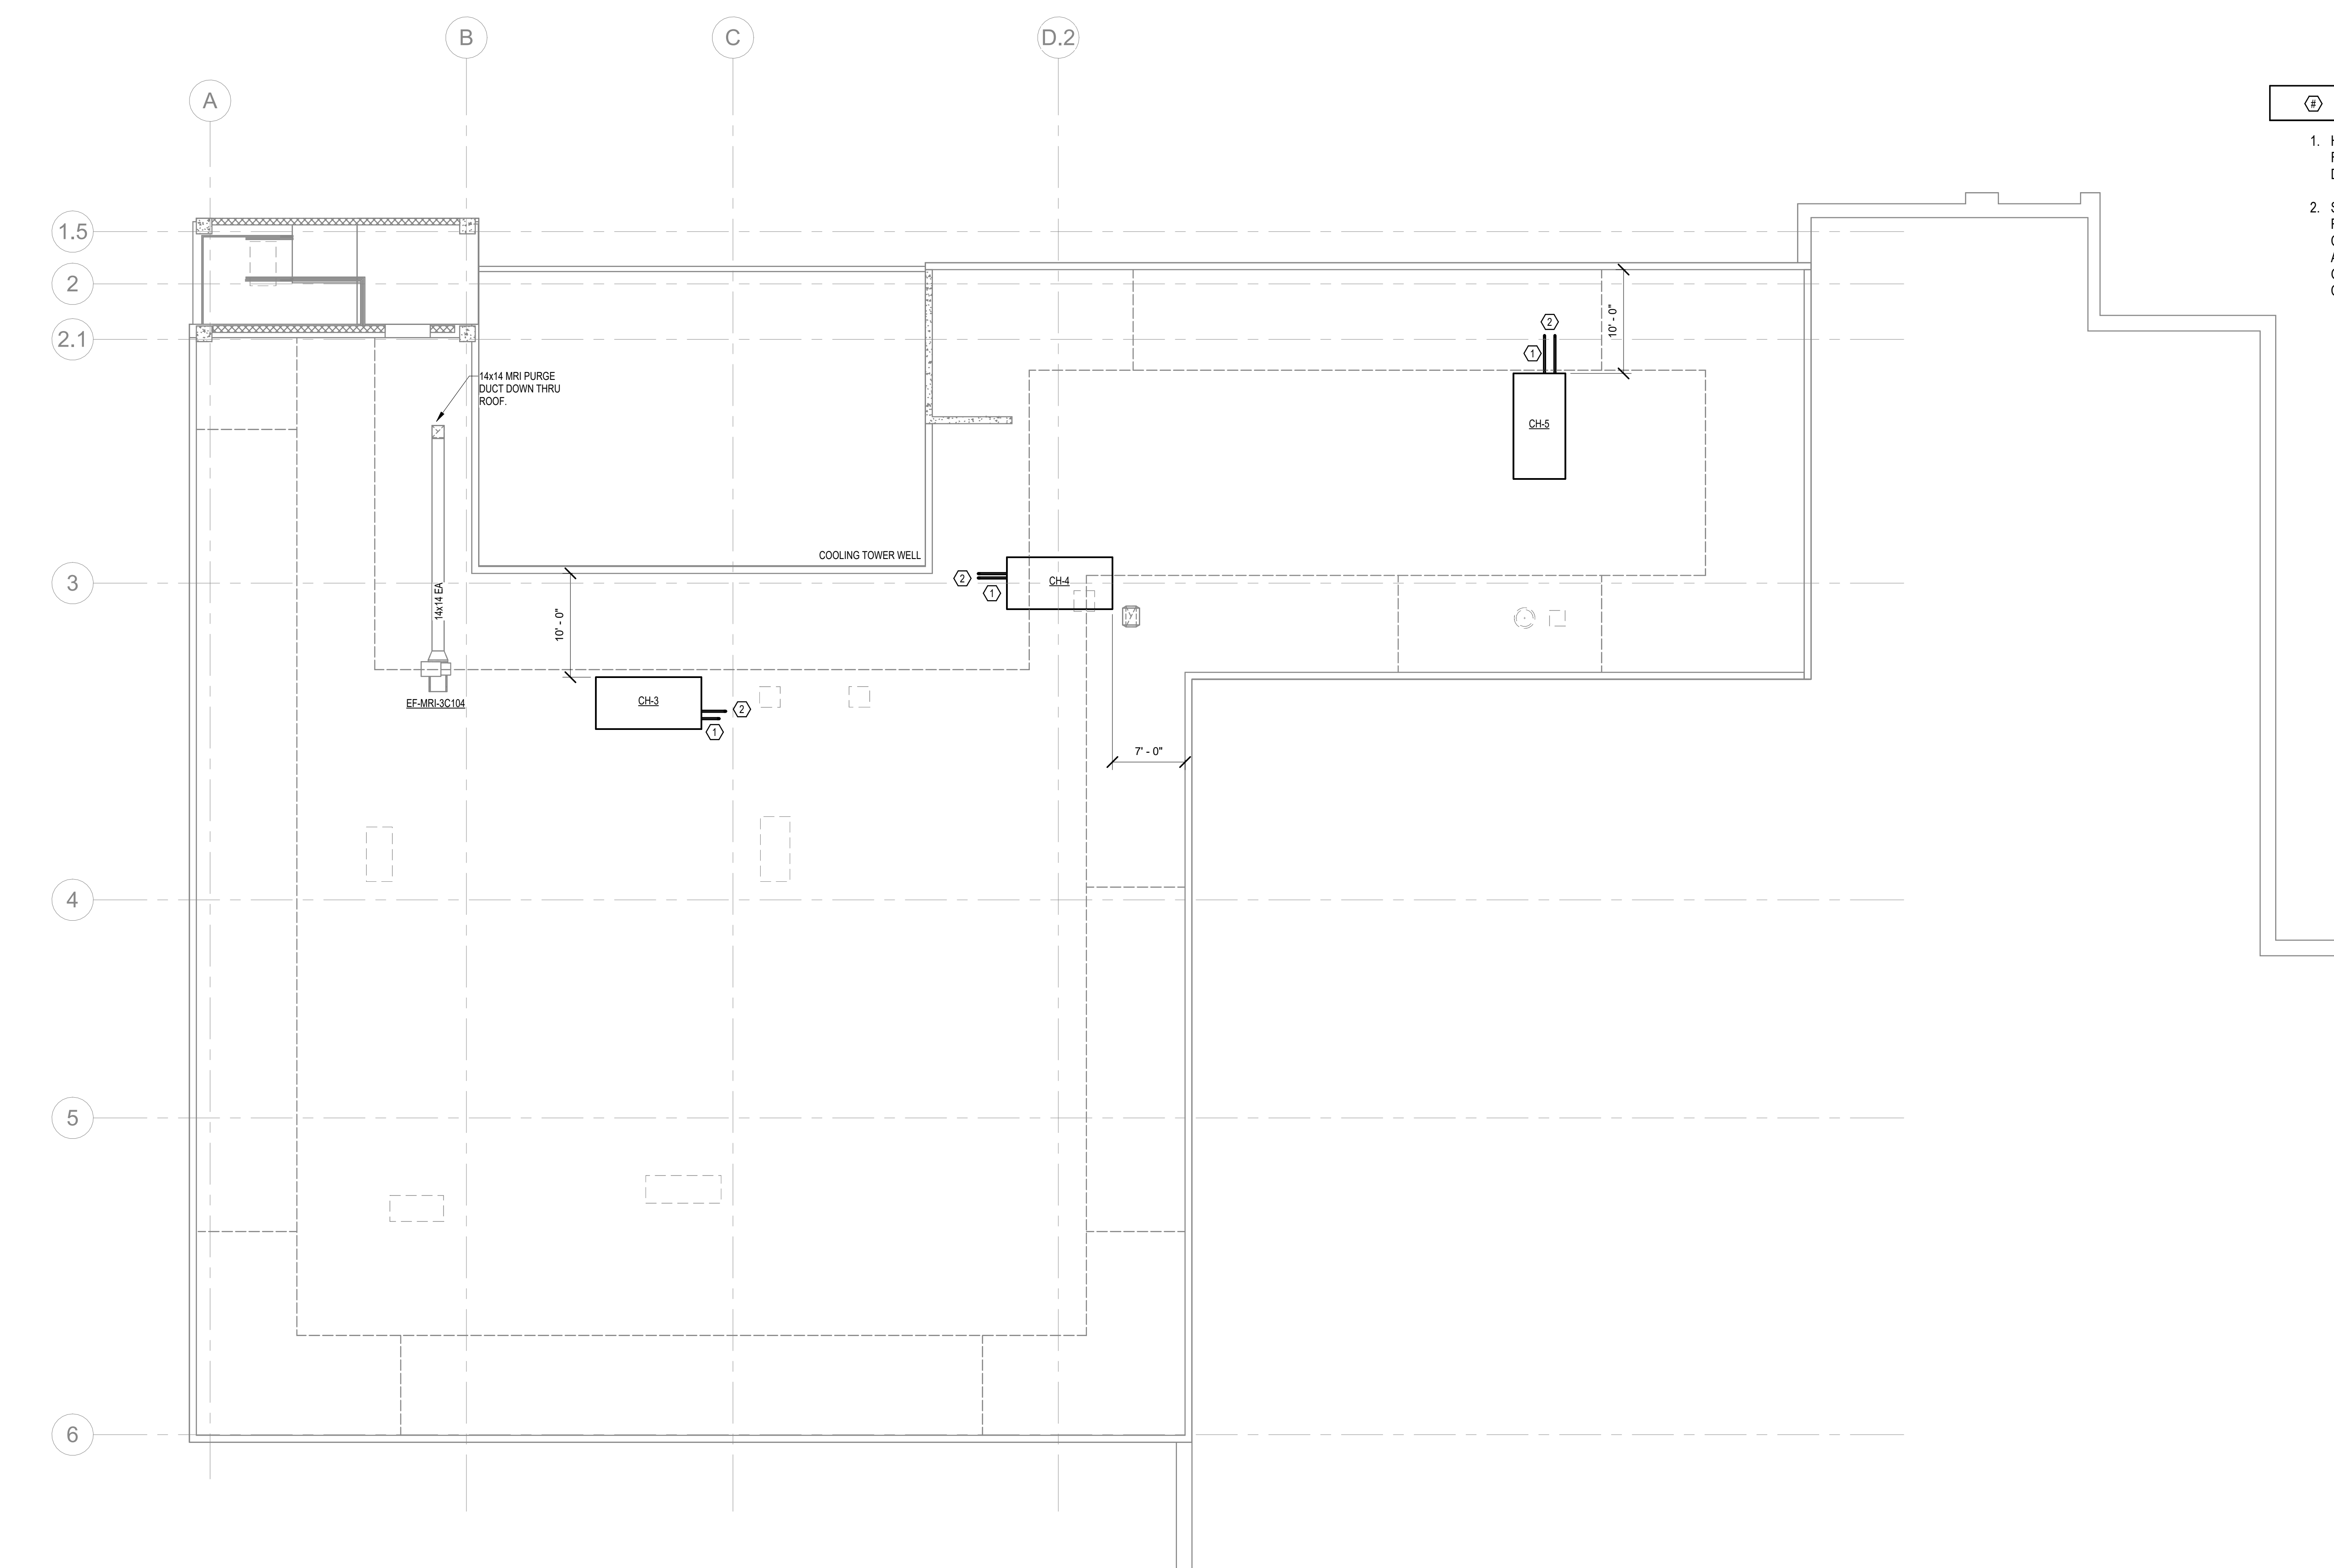 B
C
D.2
A
#
1.
2.
1.5
2
2.1
3
4
5
6
14x14 MRI PURGE
DUCT DOWN THRU
ROOF.
14x14 EA
EF-MRI-3C104
COOLING TOWER WELL
10' - 0"
CH-3
2
1
CH-4
2
1
7' - 0"
CH-5
2
1
10' - 0"